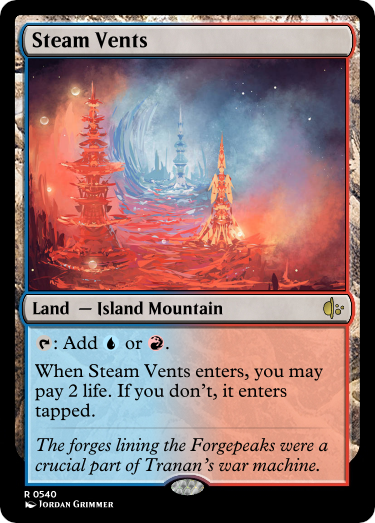 Steam Vents
Land — Island Mountain
: Add or .
When Steam Vents enters, you may
pay 2 life. If you don't, it enters
tapped.
The forges lining the Forgepeaks were a
crucial part of Tranan's war machine.
R 0540
Jordan Grimmer